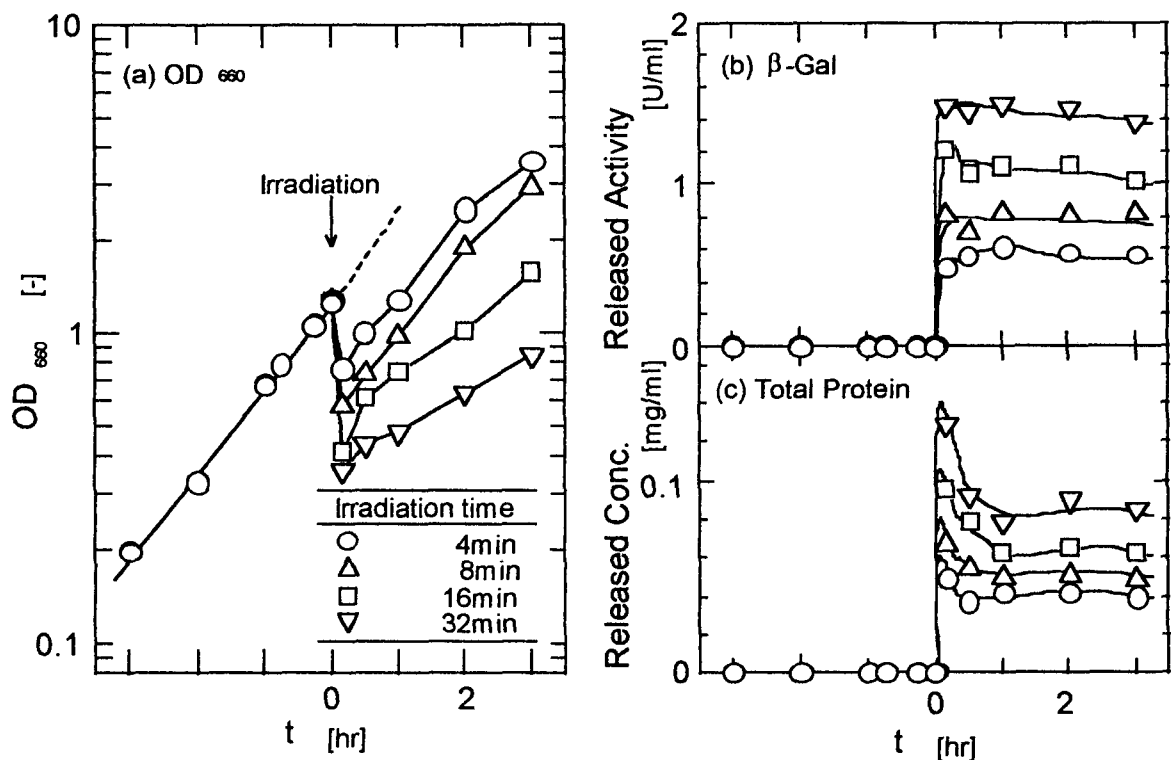 10
(a) OD 660
Irradiation
1
OD 660 [-]
0.1
Irradiation time
4min
8min
16min
32min
0
2
t [hr]
2
(b) β-Gal
1
0
Released Activity [U/ml]
(c) Total Protein
0.1
0
Released Conc. [mg/ml]
0
2
t [hr]